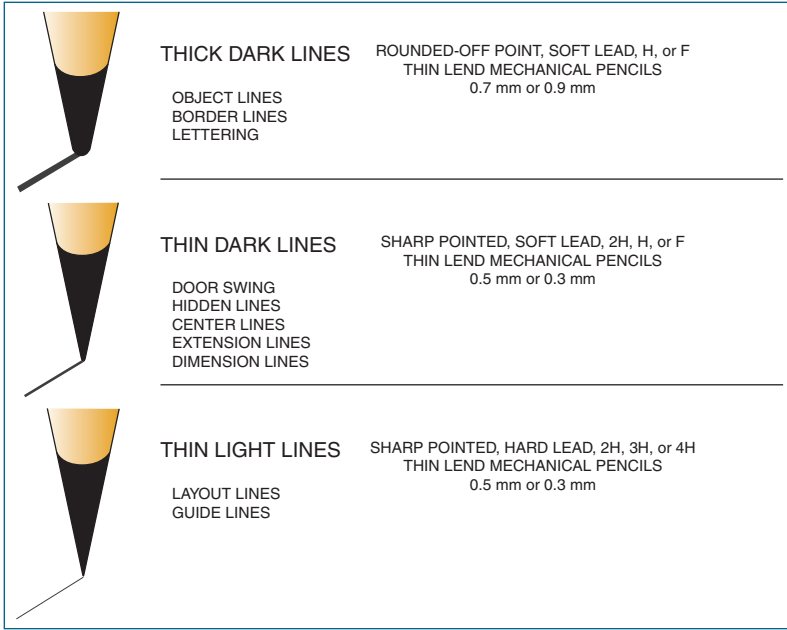 THICK DARK LINES
OBJECT LINES
BORDER LINES
LETTERING
ROUNDED-OFF POINT, SOFT LEAD, H, or F
THIN LEND MECHANICAL PENCILS
0.7 mm or 0.9 mm
THIN DARK LINES
DOOR SWING
HIDDEN LINES
CENTER LINES
EXTENSION LINES
DIMENSION LINES
SHARP POINTED, SOFT LEAD, 2H, H, or F
THIN LEND MECHANICAL PENCILS
0.5 mm or 0.3 mm
THIN LIGHT LINES
LAYOUT LINES
GUIDE LINES
SHARP POINTED, HARD LEAD, 2H, 3H, or 4H
THIN LEND MECHANICAL PENCILS
0.5 mm or 0.3 mm